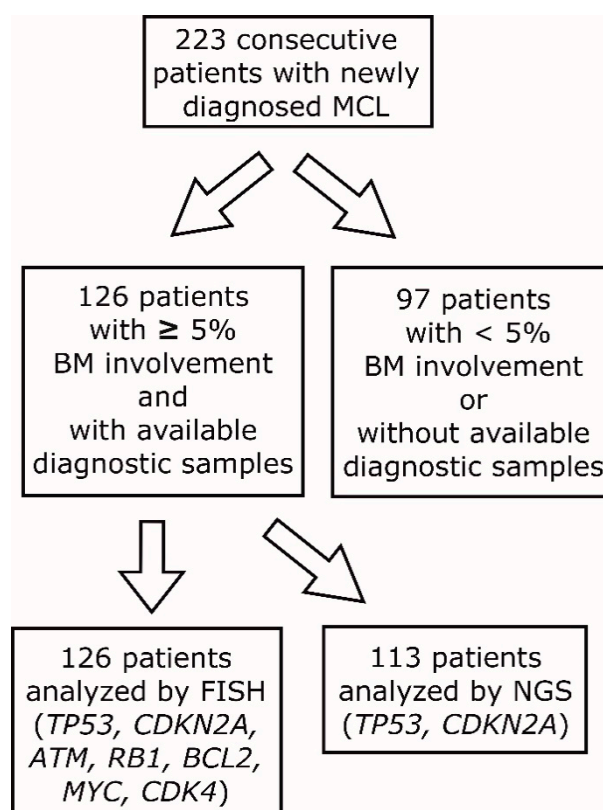 223 consecutive
patients with newly
diagnosed MCL
126 patients
with ≥ 5%
BM involvement
and
with available
diagnostic samples
97 patients
with < 5%
BM involvement
or
without available
diagnostic samples
126 patients
analyzed by FISH
(TP53, CDKN2A,
ATM, RB1, BCL2,
MYC, CDK4)
113 patients
analyzed by NGS
(TP53, CDKN2A)